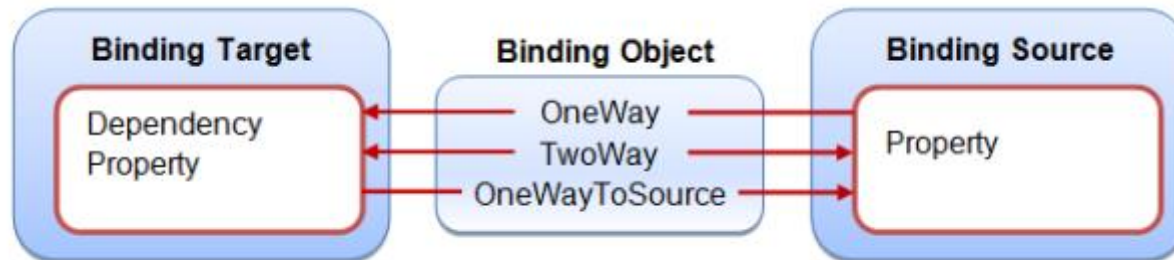 Binding Target
Dependency
Property
Binding Object
OneWay
TwoWay
OneWayToSource
Binding Source
Property